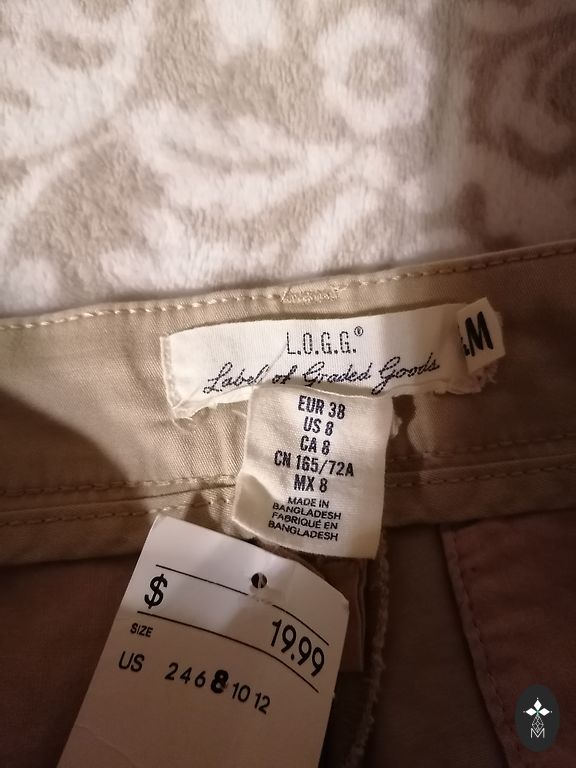 L.O.G.G.®
Label of Graded Goods
&M
EUR 38
US 8
CA 8
CN 165/72A
MX 8
MADE IN
BANGLADESH
FABRIQUÉ EN
BANGLADESH
$
19.99
SIZE
US 2 4 6 8 10 12
M